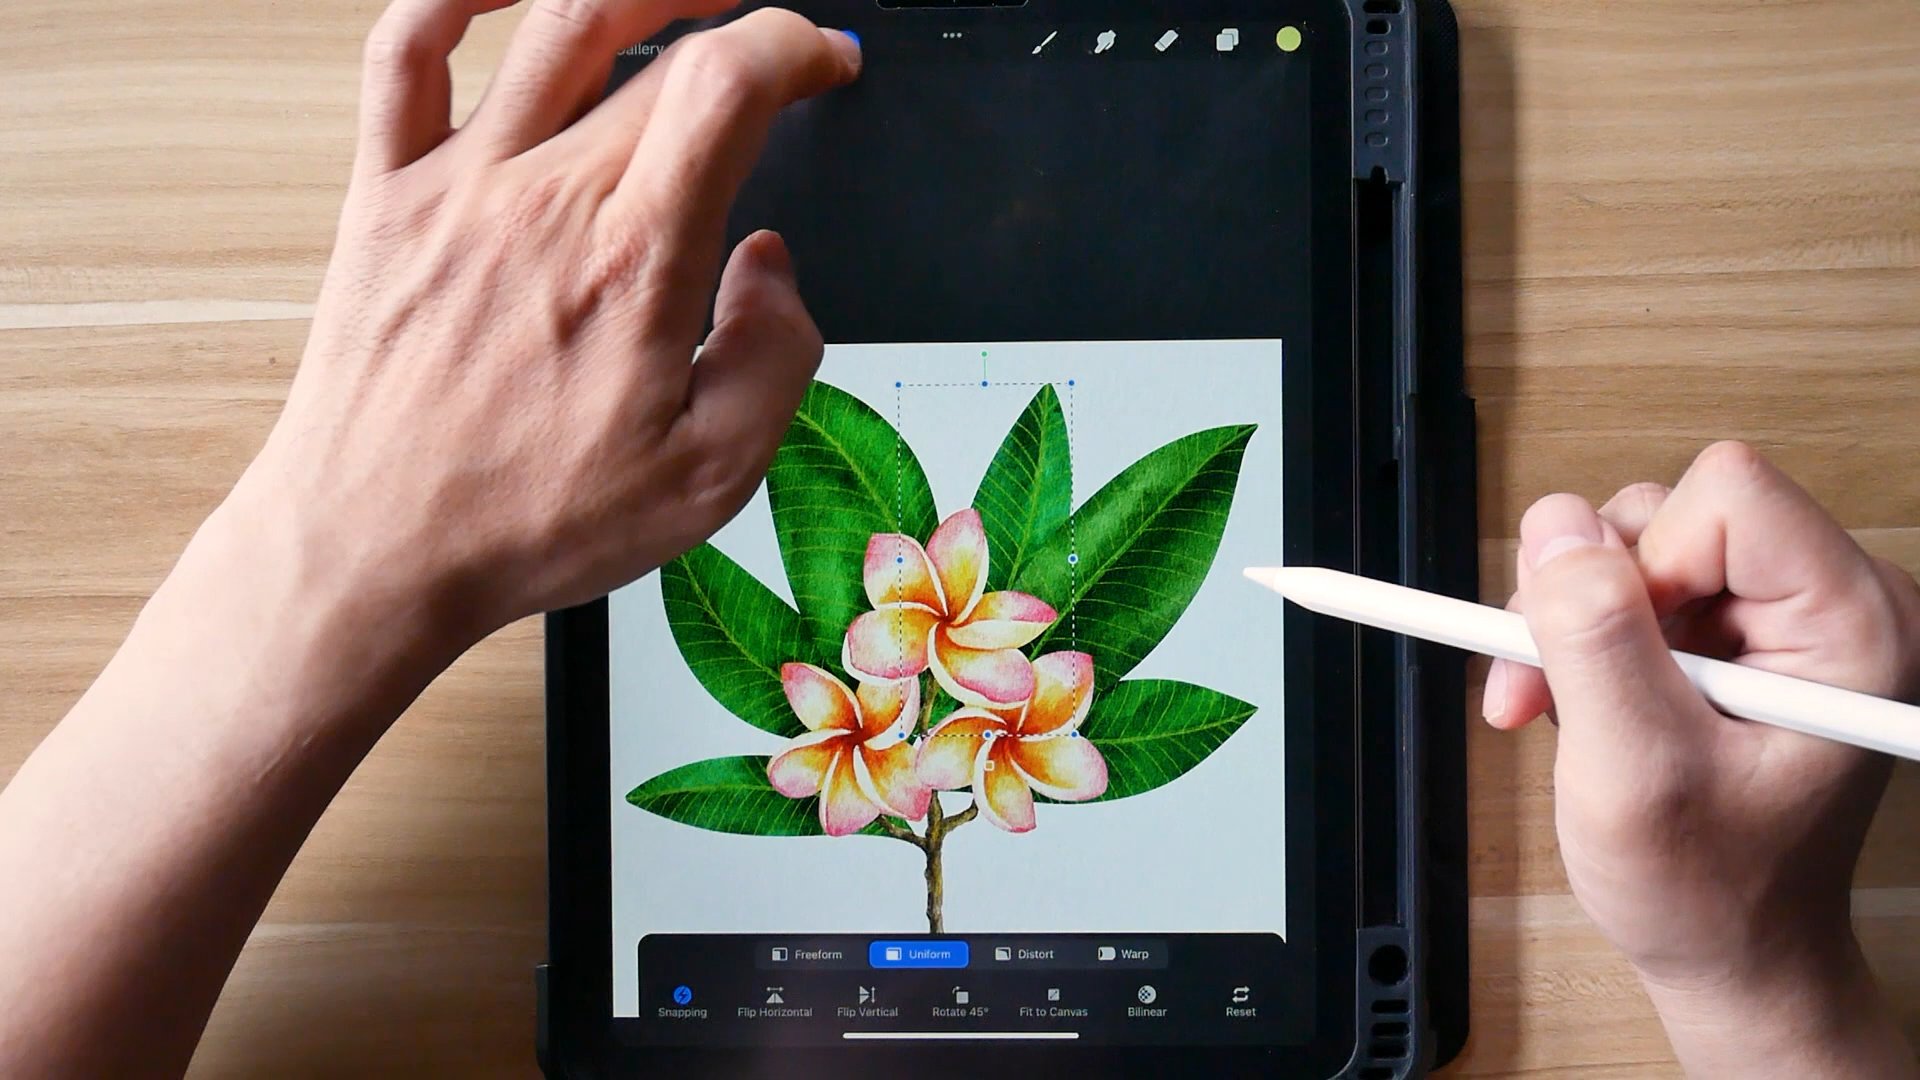 Gallery
Freeform Uniform Distort Warp
Snapping Flip Horizontal Flip Vertical Rotate 45° Fit to Canvas Bilinear Reset